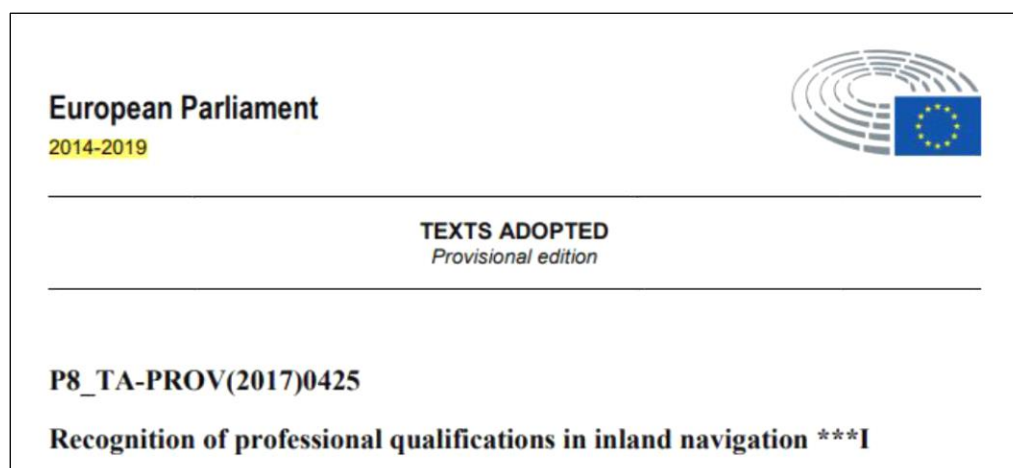 European Parliament
2014-2019
TEXTS ADOPTED
Provisional edition
P8_TA-PROV(2017)0425
Recognition of professional qualifications in inland navigation ***I